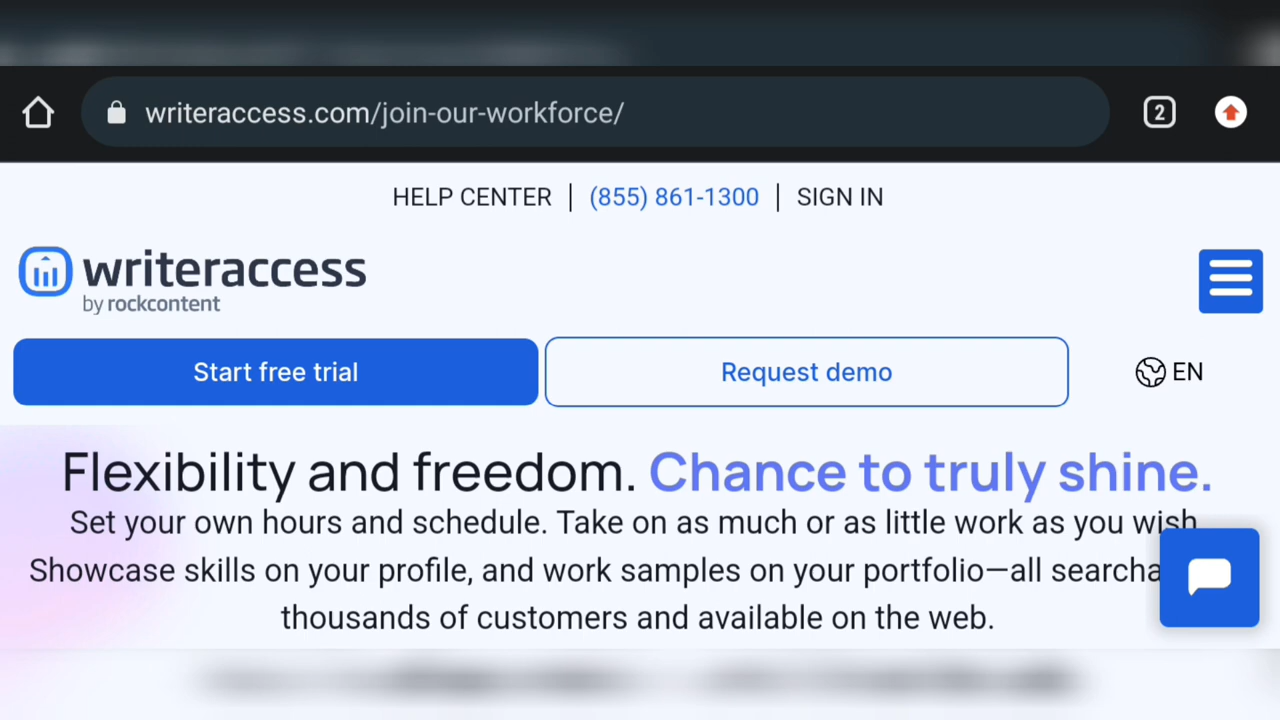 writeraccess.com/join-our-workforce/
2
HELP CENTER | (855) 861-1300 | SIGN IN
writeraccess
by rockcontent
Start free trial
Request demo
EN
Flexibility and freedom. Chance to truly shine.
Set your own hours and schedule. Take on as much or as little work as you wish
Showcase skills on your profile, and work samples on your portfolio—all searcha
thousands of customers and available on the web.